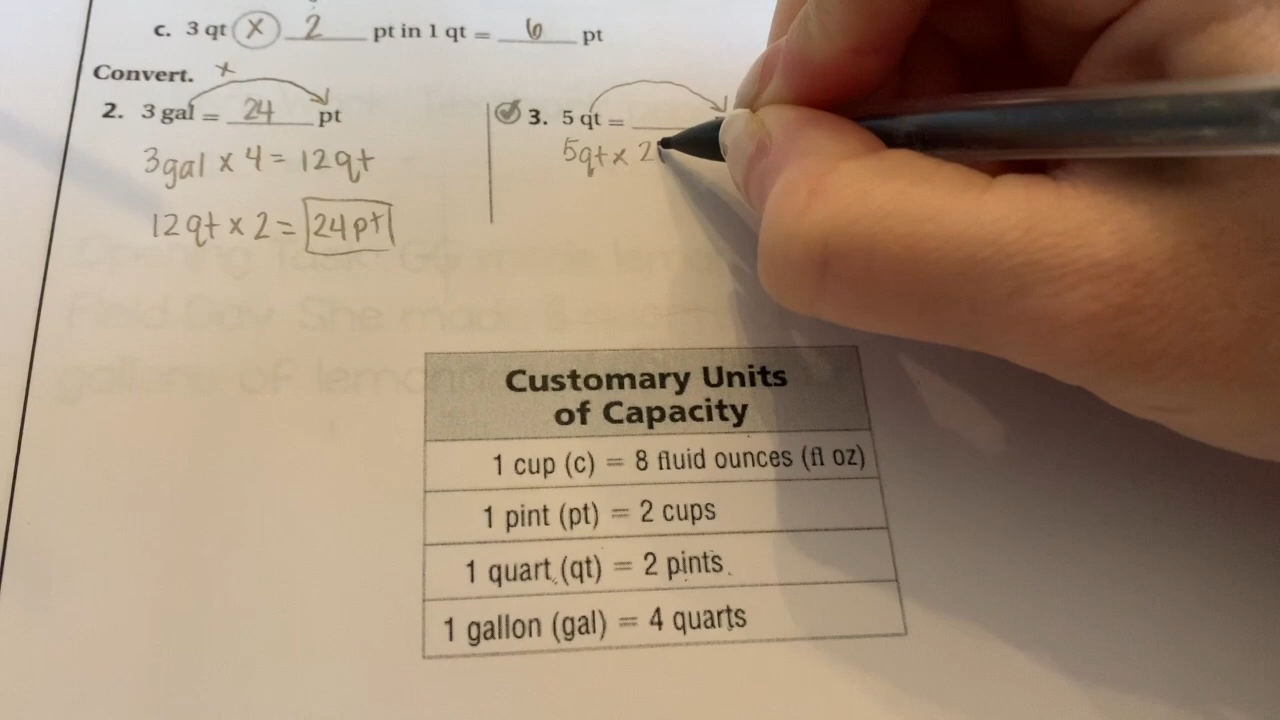 c. 3 qt x 2 pt in 1 qt = 6 pt
Convert. x
2. 3 gal = 24 pt
3gal x 4 = 12qt
12qt x 2 = 24pt
3. 5 qt =
5qt x 2
Customary Units
of Capacity
1 cup (c) = 8 fluid ounces (fl oz)
1 pint (pt) = 2 cups
1 quart (qt) = 2 pints
1 gallon (gal) = 4 quarts